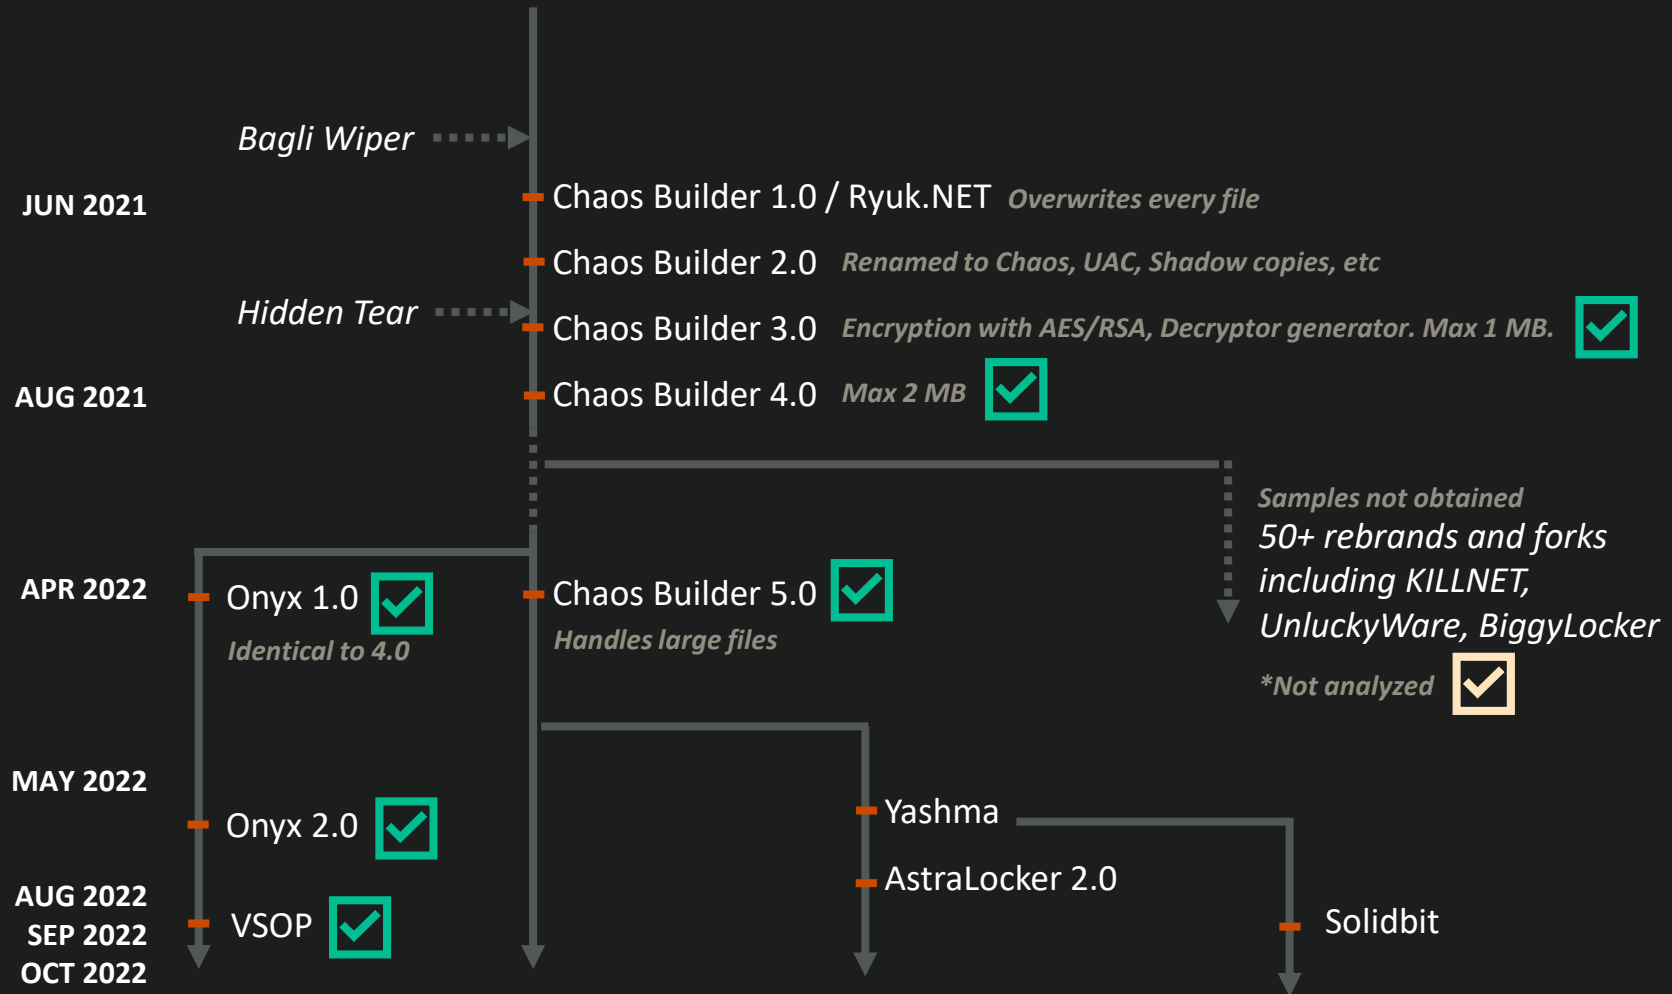 Bagli Wiper
JUN 2021
Chaos Builder 1.0 / Ryuk.NET Overwrites every file
Chaos Builder 2.0 Renamed to Chaos, UAC, Shadow copies, etc
Hidden Tear
Chaos Builder 3.0 Encryption with AES/RSA, Decryptor generator. Max 1 MB.
AUG 2021
Chaos Builder 4.0 Max 2 MB
Samples not obtained
50+ rebrands and forks
including KILLNET,
UnluckyWare, BiggyLocker
*Not analyzed
APR 2022
Onyx 1.0
Identical to 4.0
Chaos Builder 5.0
Handles large files
MAY 2022
Onyx 2.0
Yashma
AstraLocker 2.0
AUG 2022
SEP 2022
OCT 2022
VSOP
Solidbit